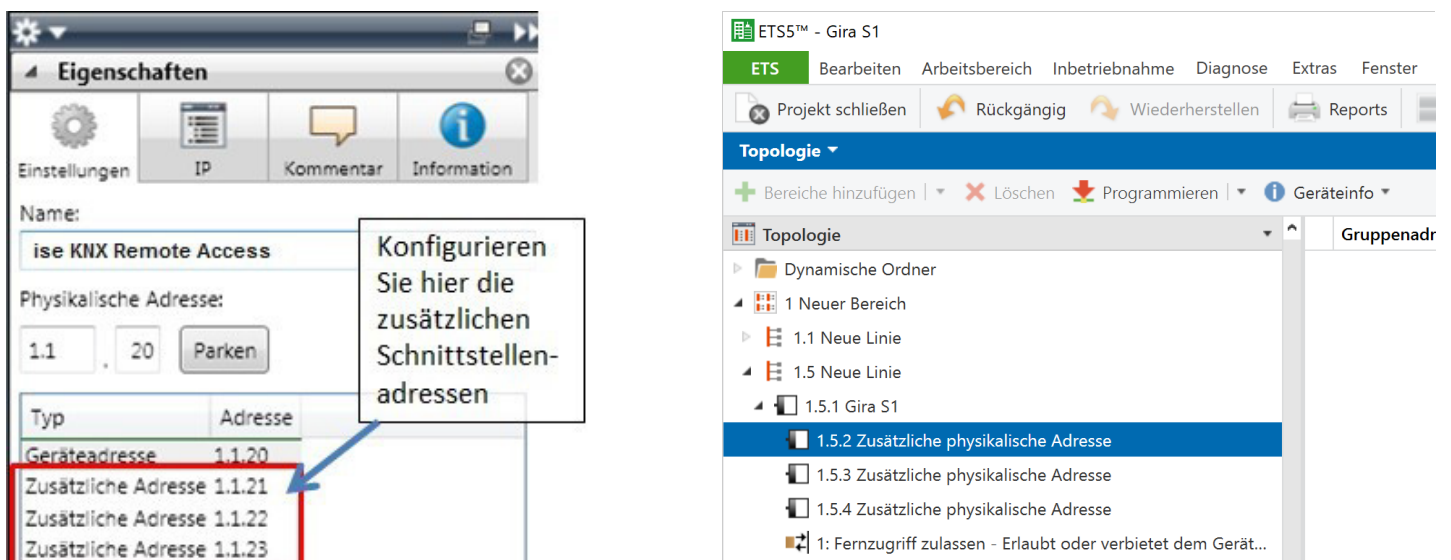 Eigenschaften
Einstellungen
IP
Kommentar
Information
Name:
ise KNX Remote Access
Physikalische Adresse:
1.1 . 20 Parken
Konfigurieren
Sie hier die
zusätzlichen
Schnittstellen-
adressen
Typ Adresse
Geräteadresse 1.1.20
Zusätzliche Adresse 1.1.21
Zusätzliche Adresse 1.1.22
Zusätzliche Adresse 1.1.23
ETS5™ - Gira S1
ETS Bearbeiten Arbeitsbereich Inbetriebnahme Diagnose Extras Fenster
Projekt schließen Rückgängig Wiederherstellen Reports
Topologie
Bereiche hinzufügen Löschen Programmieren Geräteinfo
Topologie
Gruppenadr
Dynamische Ordner
1 Neuer Bereich
1.1 Neue Linie
1.5 Neue Linie
1.5.1 Gira S1
1.5.2 Zusätzliche physikalische Adresse
1.5.3 Zusätzliche physikalische Adresse
1.5.4 Zusätzliche physikalische Adresse
1: Fernzugriff zulassen - Erlaubt oder verbietet dem Gerät...